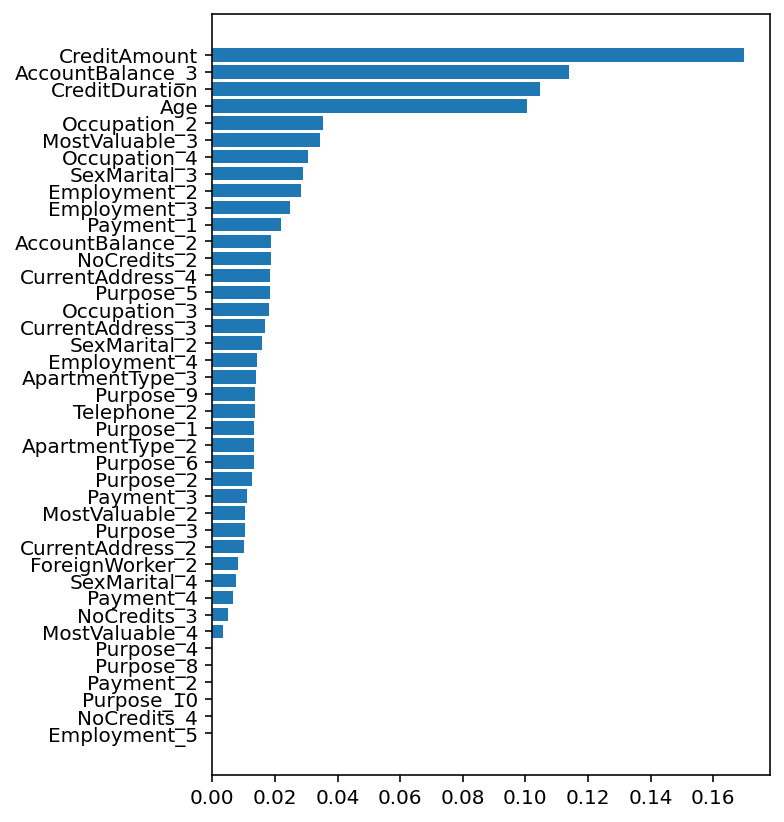 CreditAmount
AccountBalance_3
CreditDuration
Age
Occupation_2
MostValuable_3
Occupation_4
SexMarital_3
Employment_2
Employment_3
Payment_1
AccountBalance_2
NoCredits_2
CurrentAddress_4
Purpose_5
Occupation_3
CurrentAddress_3
SexMarital_2
Employment_4
ApartmentType_3
Purpose_9
Telephone_2
Purpose_1
ApartmentType_2
Purpose_6
Purpose_2
Payment_3
MostValuable_2
Purpose_3
CurrentAddress_2
ForeignWorker_2
SexMarital_4
Payment_4
NoCredits_3
MostValuable_4
Purpose_4
Purpose_8
Payment_2
Purpose_10
NoCredits_4
Employment_5
0.00 0.02 0.04 0.06 0.08 0.10 0.12 0.14 0.16